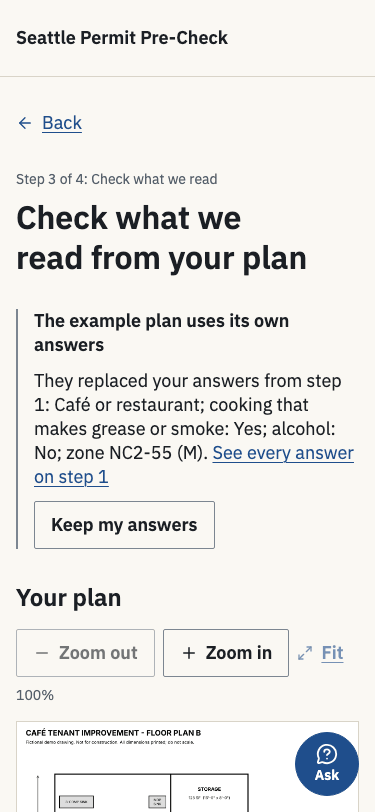 Seattle Permit Pre-Check
Back
Step 3 of 4: Check what we read
Check what we
read from your plan
The example plan uses its own
answers
They replaced your answers from step
1: Café or restaurant; cooking that
makes grease or smoke: Yes; alcohol:
No; zone NC2-55 (M). See every answer
on step 1
Keep my answers
Your plan
Zoom out
Zoom in
Fit
100%
CAFÉ TENANT IMPROVEMENT - FLOOR PLAN B
Fictional demo drawing. Not for construction. All dimensions printed; do not scale.
STORAGE
Ask